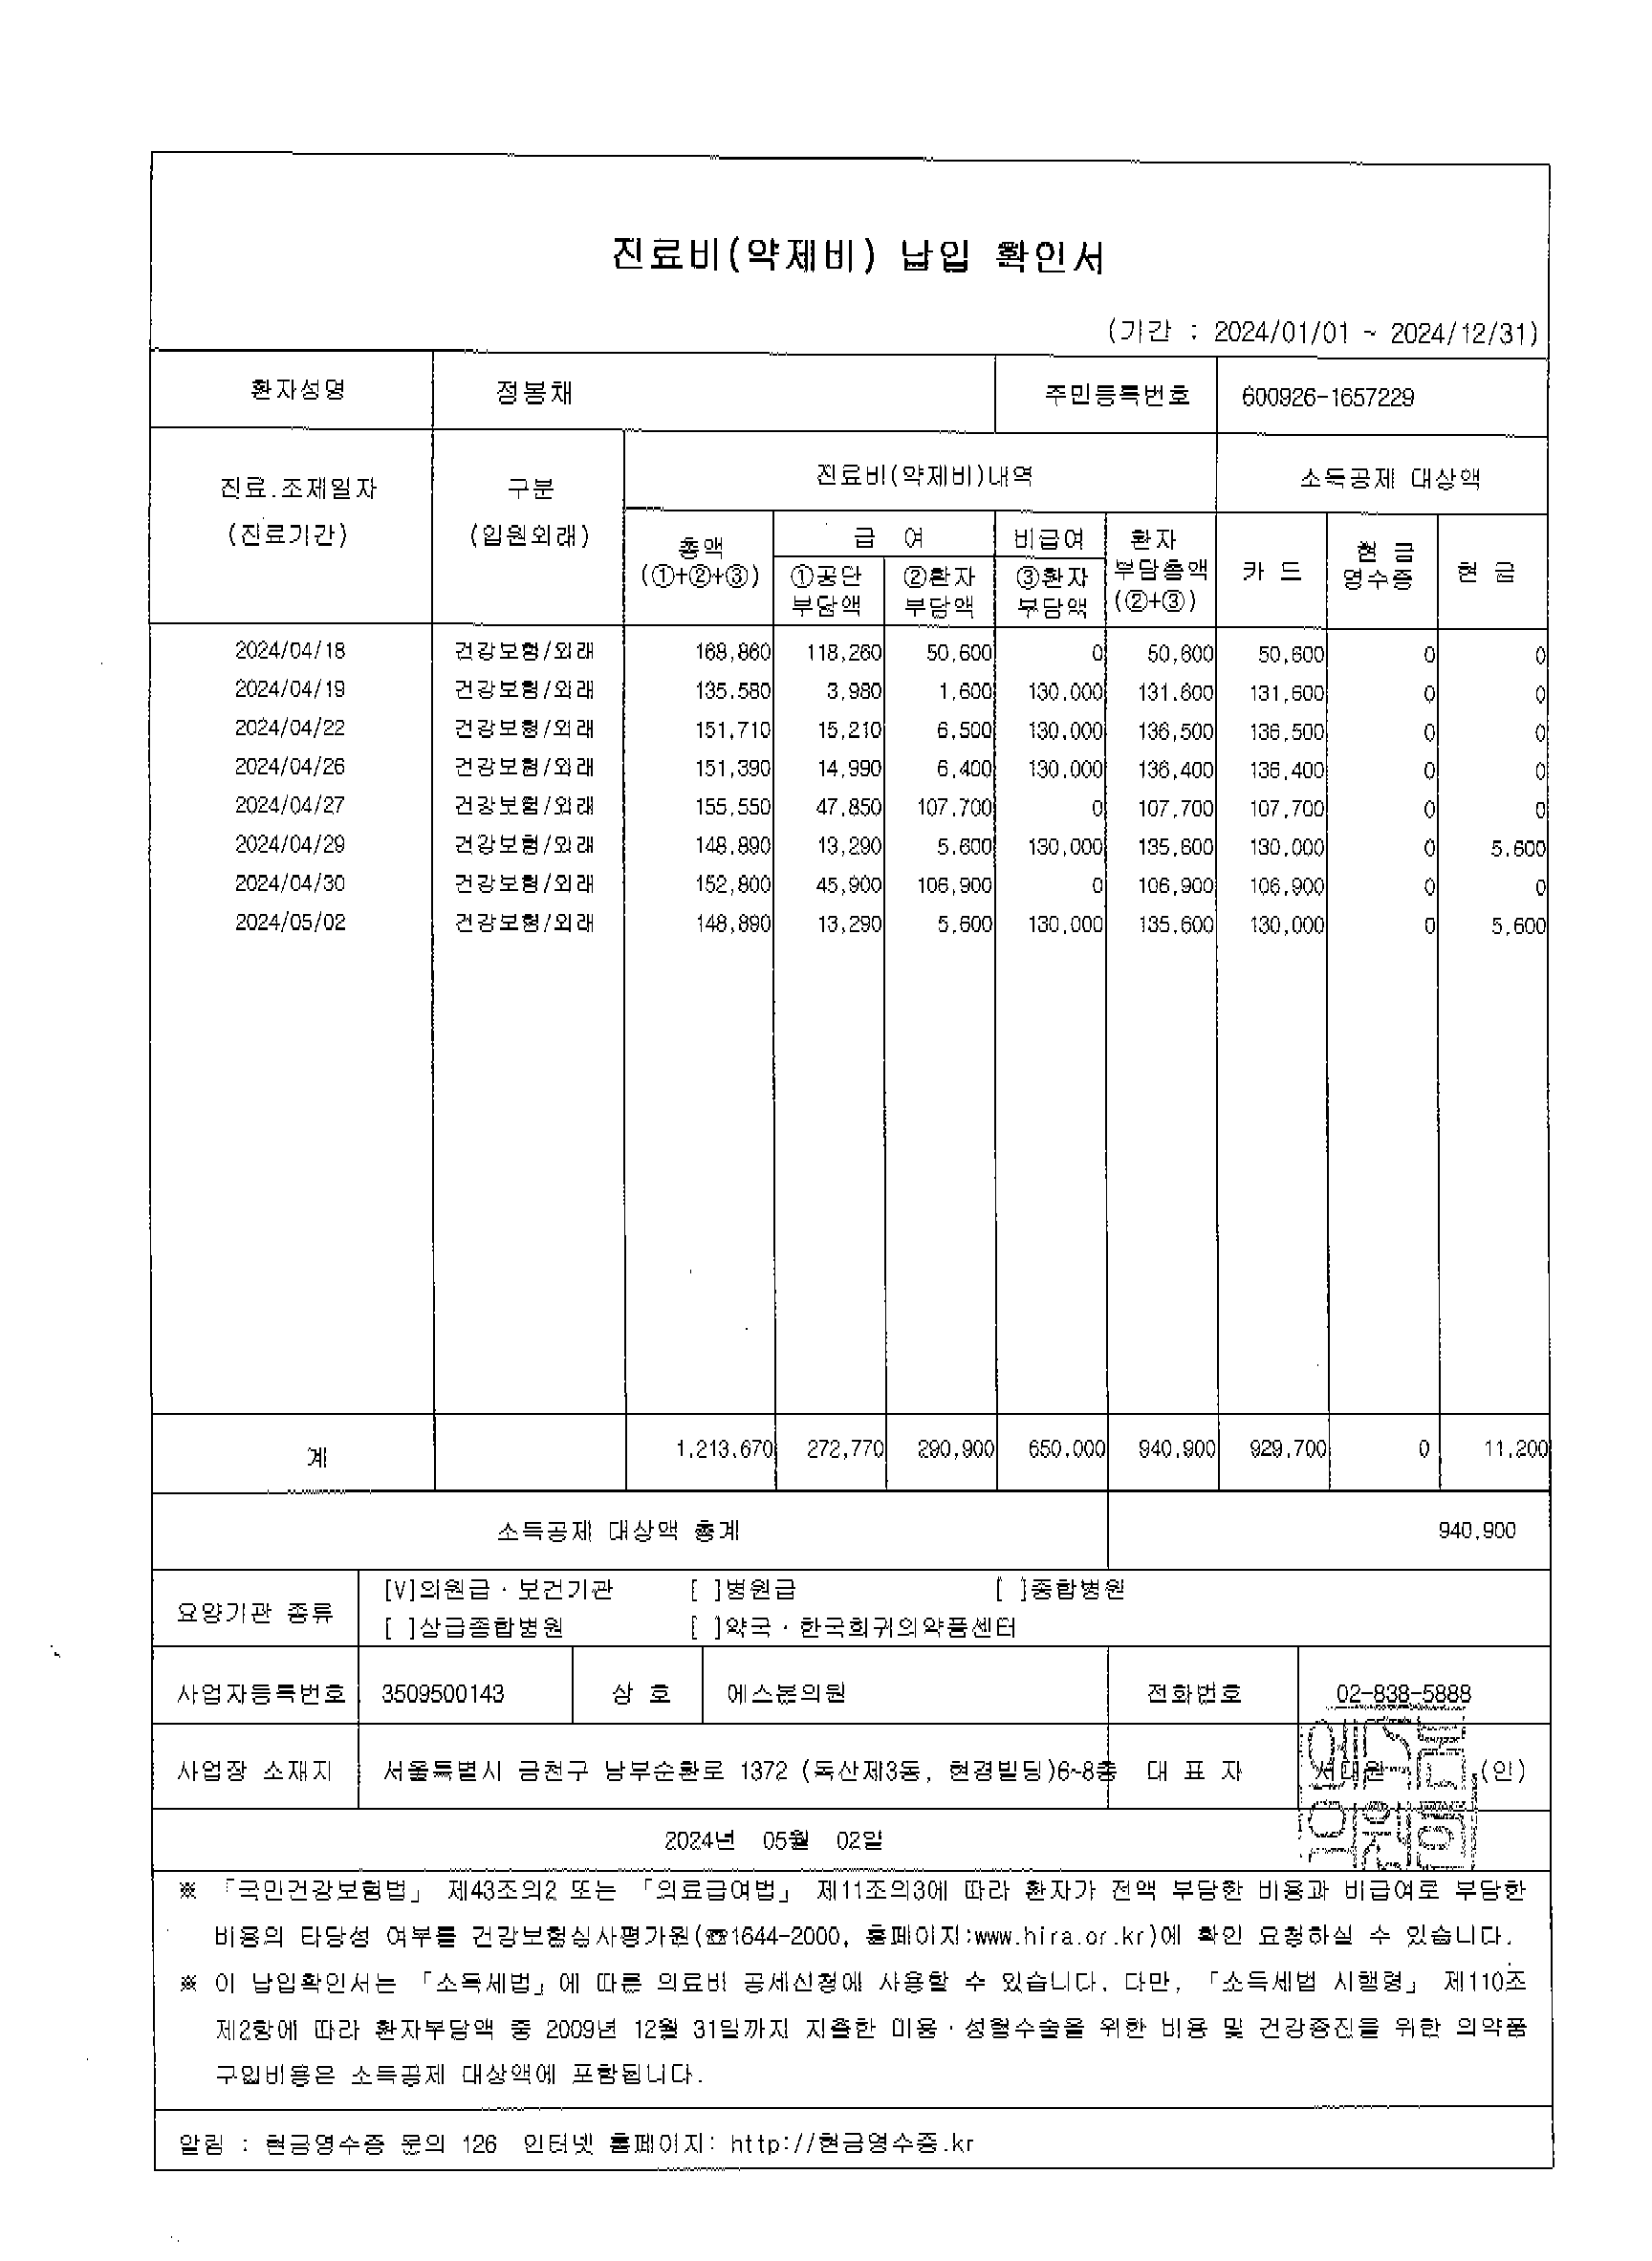 진료비(약제비) 납입 확인서
(기간 : 2024/01/01 ~ 2024/12/31)
환자성명 정봉채 주민등록번호 600926-1657229
진료비(약제비)내역 소득공제 대상액
진료.조제일자 구분
(진료기간) (입원외래)
총액 급 여 비급여 환자 현 금
(①+②+③) ①공단 ②환자 ③환자 부담총액 카 드 영수증 현 금
부담액 부담액 부담액 (②+③)
2024/04/18 건강보험/외래 168,860 118,260 50,600 0 50,600 50,600 0 0
2024/04/19 건강보험/외래 135,580 3,980 1,600 130,000 131,600 131,600 0 0
2024/04/22 건강보험/외래 151,710 15,210 6,500 130,000 136,500 136,500 0 0
2024/04/26 건강보험/외래 151,390 14,990 6,400 130,000 136,400 136,400 0 0
2024/04/27 건강보험/외래 155,550 47,850 107,700 0 107,700 107,700 0 0
2024/04/29 건강보험/외래 148,890 13,290 5,600 130,000 135,600 130,000 0 5,600
2024/04/30 건강보험/외래 152,800 45,900 106,900 0 106,900 106,900 0 0
2024/05/02 건강보험/외래 148,890 13,290 5,600 130,000 135,600 130,000 0 5,600
계 1,213,670 272,770 290,900 650,000 940,900 929,700 0 11,200
소득공제 대상액 총계 940,900
요양기관 종류 [V]의원급·보건기관 [ ]병원급 [ ]종합병원
[ ]상급종합병원 [ ]약국·한국희귀의약품센터
사업자등록번호 3509500143 상 호 에스본의원 전화번호 02-838-5888
사업장 소재지 서울특별시 금천구 남부순환로 1372 (독산제3동, 현경빌딩)6~8층 대 표 자 서대원 (인)
2024년 05월 02일
※ 「국민건강보험법」 제43조의2 또는 「의료급여법」 제11조의3에 따라 환자가 전액 부담한 비용과 비급여로 부담한
비용의 타당성 여부를 건강보험심사평가원(☎1644-2000, 홈페이지:www.hira.or.kr)에 확인 요청하실 수 있습니다.
※ 이 납입확인서는 「소득세법」에 따른 의료비 공제신청에 사용할 수 있습니다. 다만, 「소득세법 시행령」 제110조
제2항에 따라 환자부담액 중 2009년 12월 31일까지 지출한 미용·성형수술을 위한 비용 및 건강증진을 위한 의약품
구입비용은 소득공제 대상액에 포함됩니다.
알림 : 현금영수증 문의 126 인터넷 홈페이지: http://현금영수증.kr